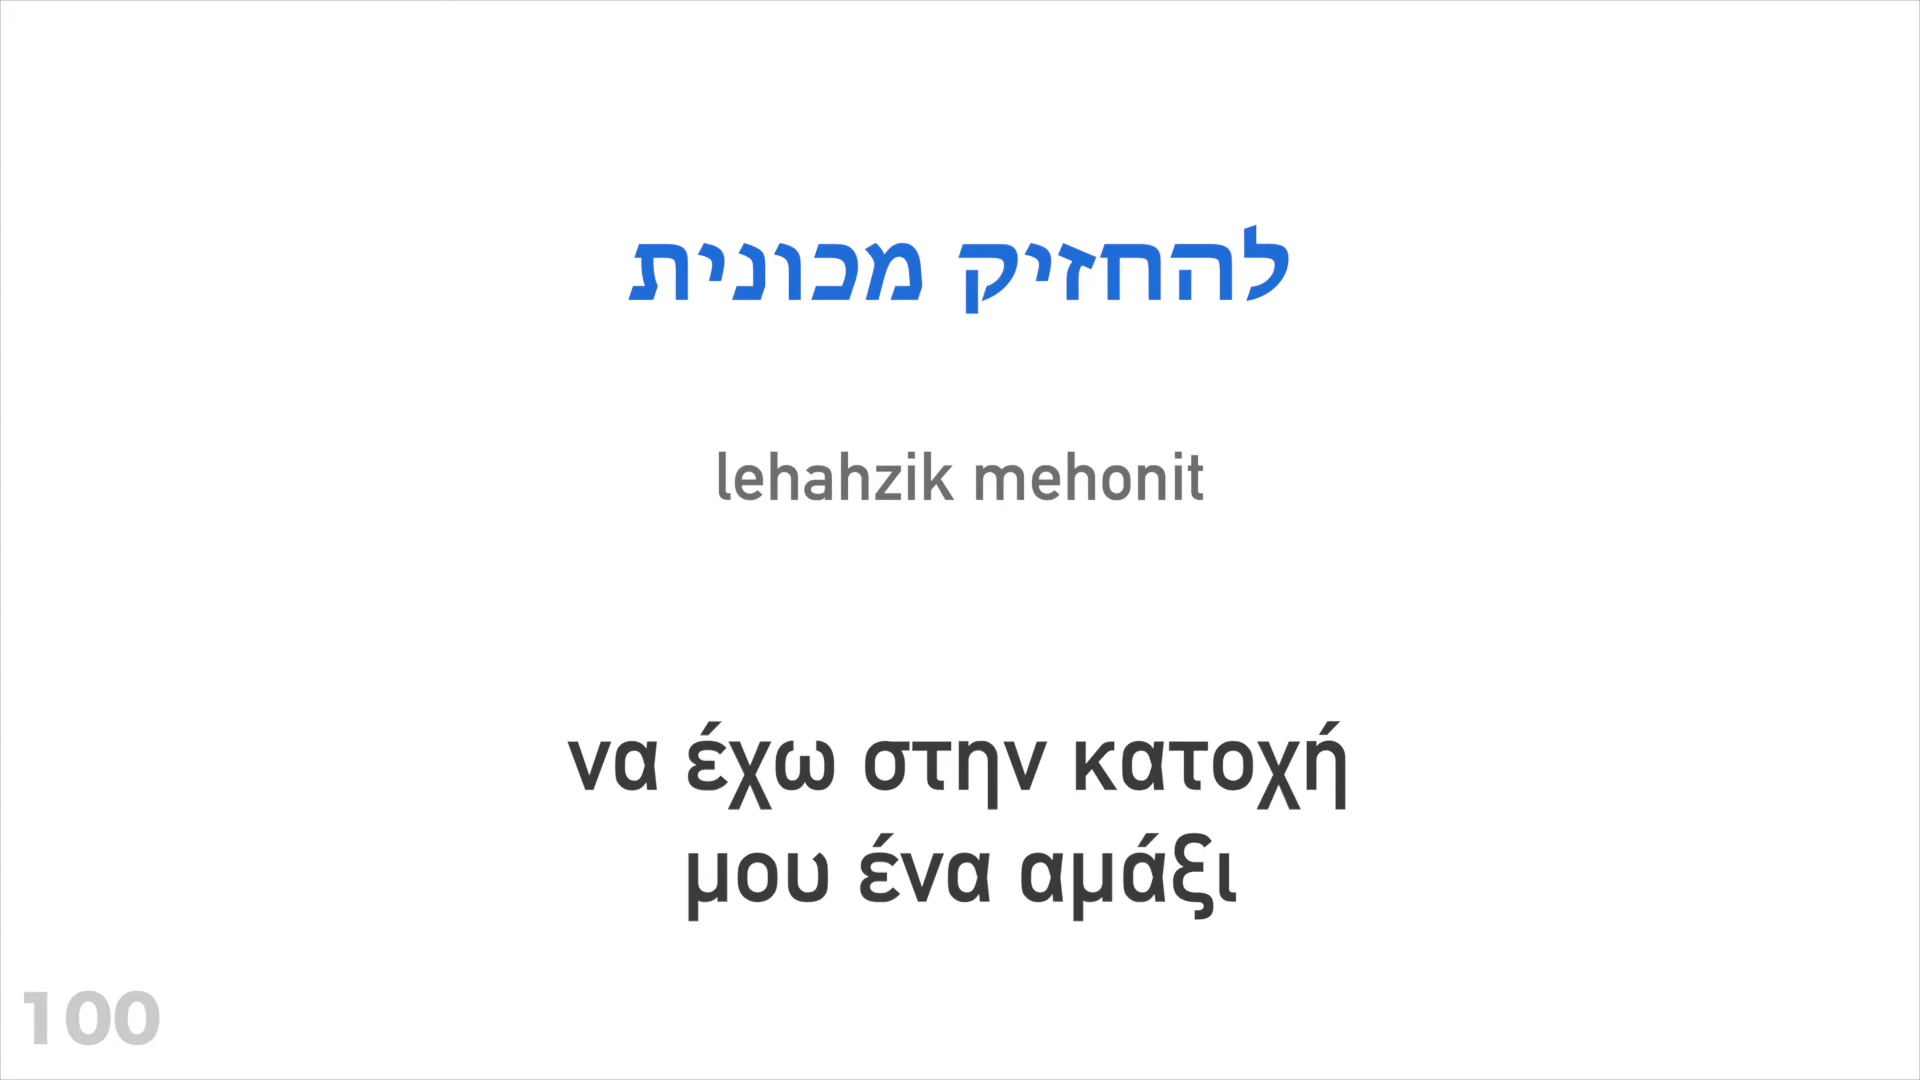 להחזיק מכונית
lehahzik mehonit
να έχω στην κατοχή
μου ένα αμάξι
100